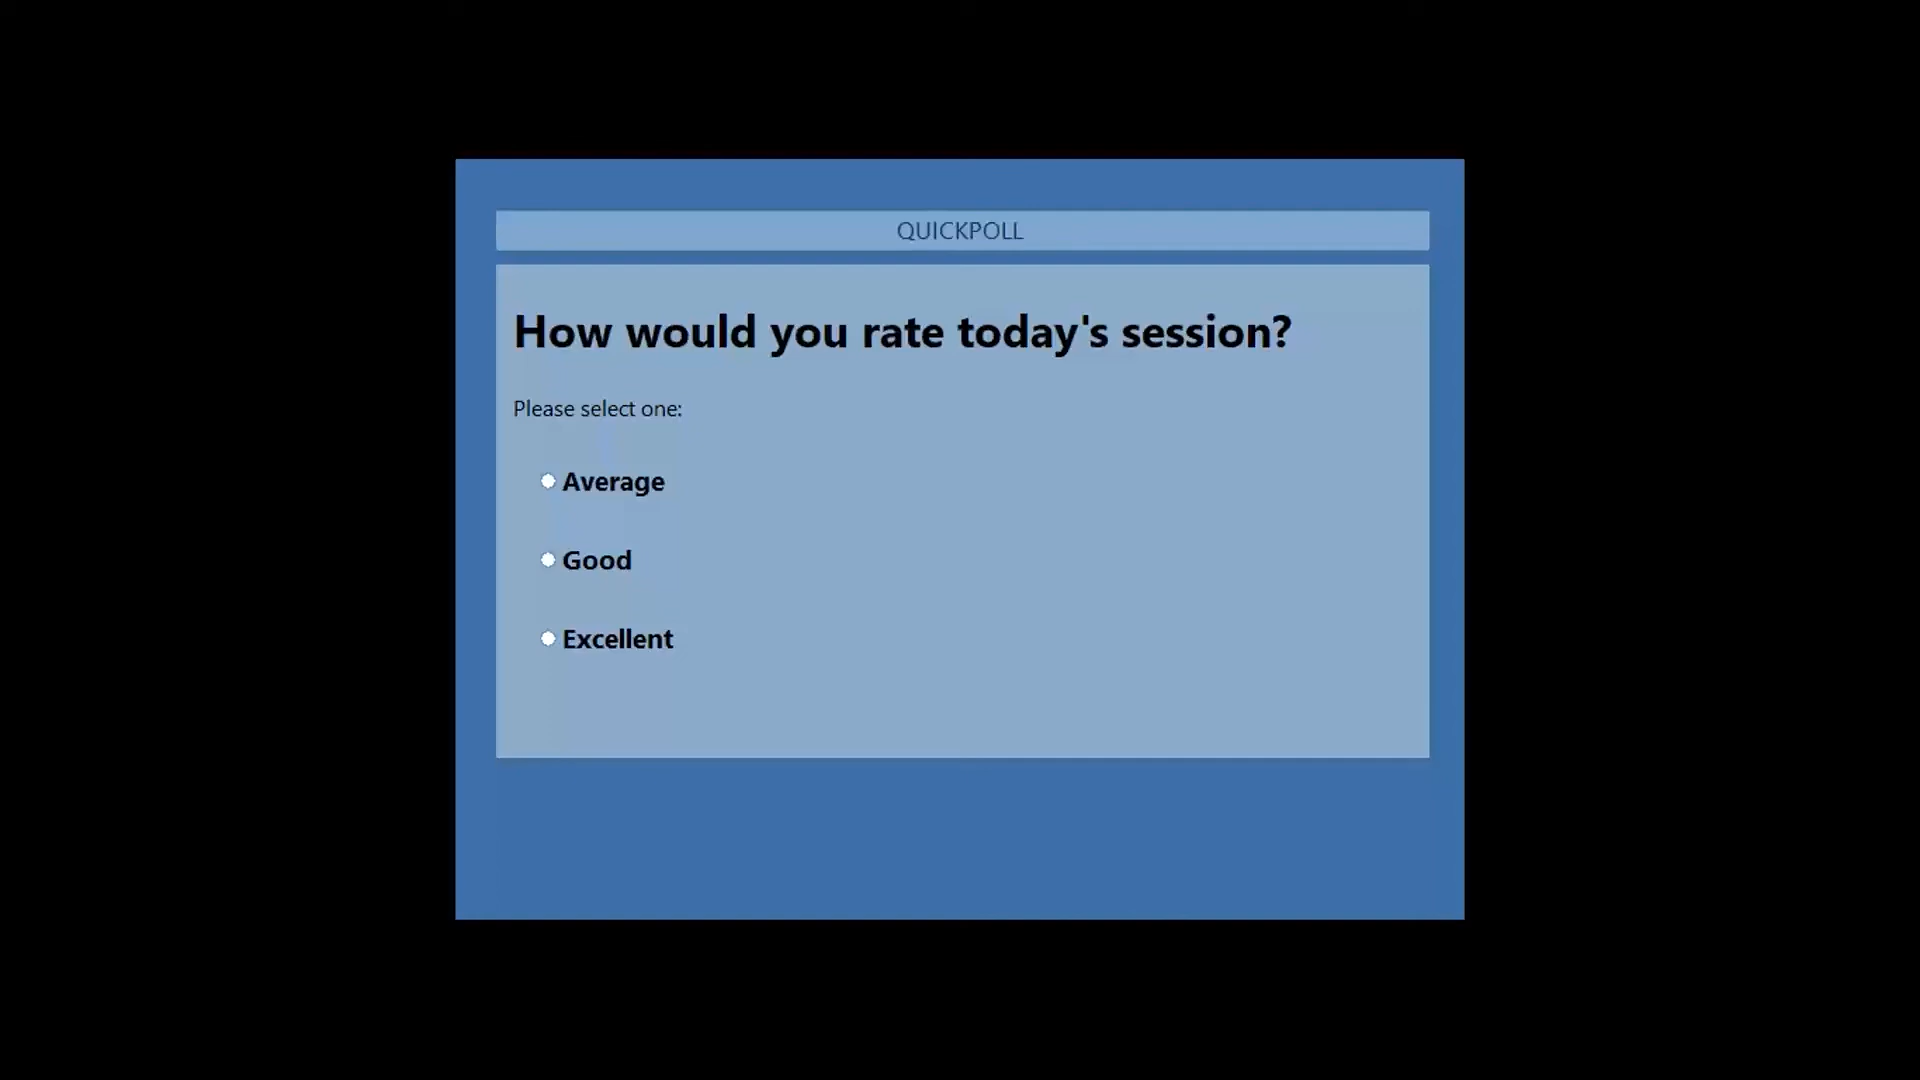 QUICKPOLL
How would you rate today's session?
Please select one:
Average
Good
Excellent